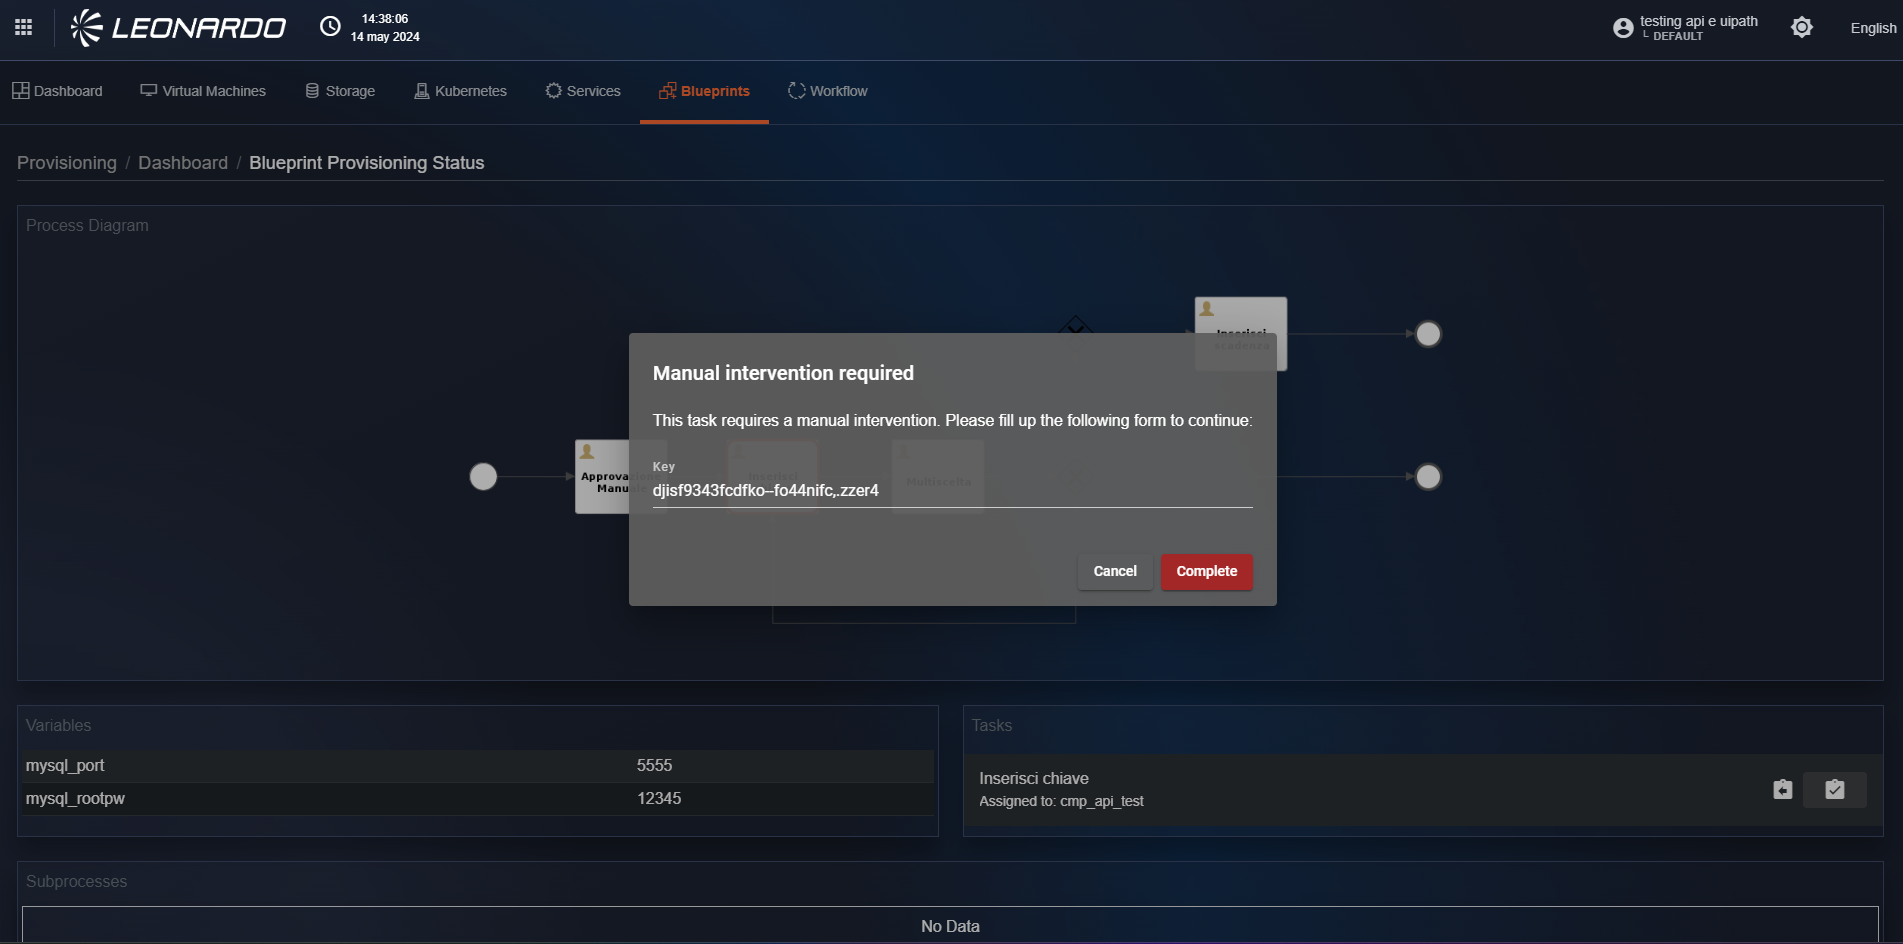 LEONARDO
14:38:06
14 may 2024
testing api e uipath
└ DEFAULT
English
Dashboard
Virtual Machines
Storage
Kubernetes
Services
Blueprints
Workflow
Provisioning / Dashboard / Blueprint Provisioning Status
Process Diagram
Inserisci
scadenza
Approvazione
Manuale
Inserisci
Multiscelta
Manual intervention required
This task requires a manual intervention. Please fill up the following form to continue:
Key
djisf9343fcdfko--fo44nifc,.zzer4
Cancel
Complete
Variables
mysql_port 5555
mysql_rootpw 12345
Tasks
Inserisci chiave
Assigned to: cmp_api_test
Subprocesses
No Data